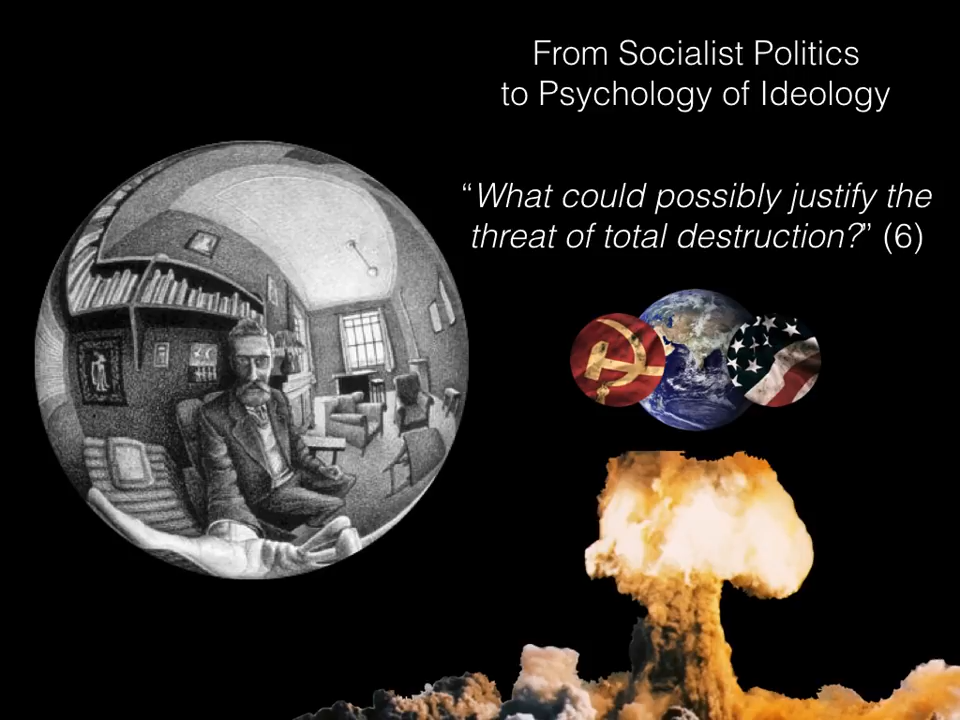 From Socialist Politics
to Psychology of Ideology
“What could possibly justify the
threat of total destruction?” (6)